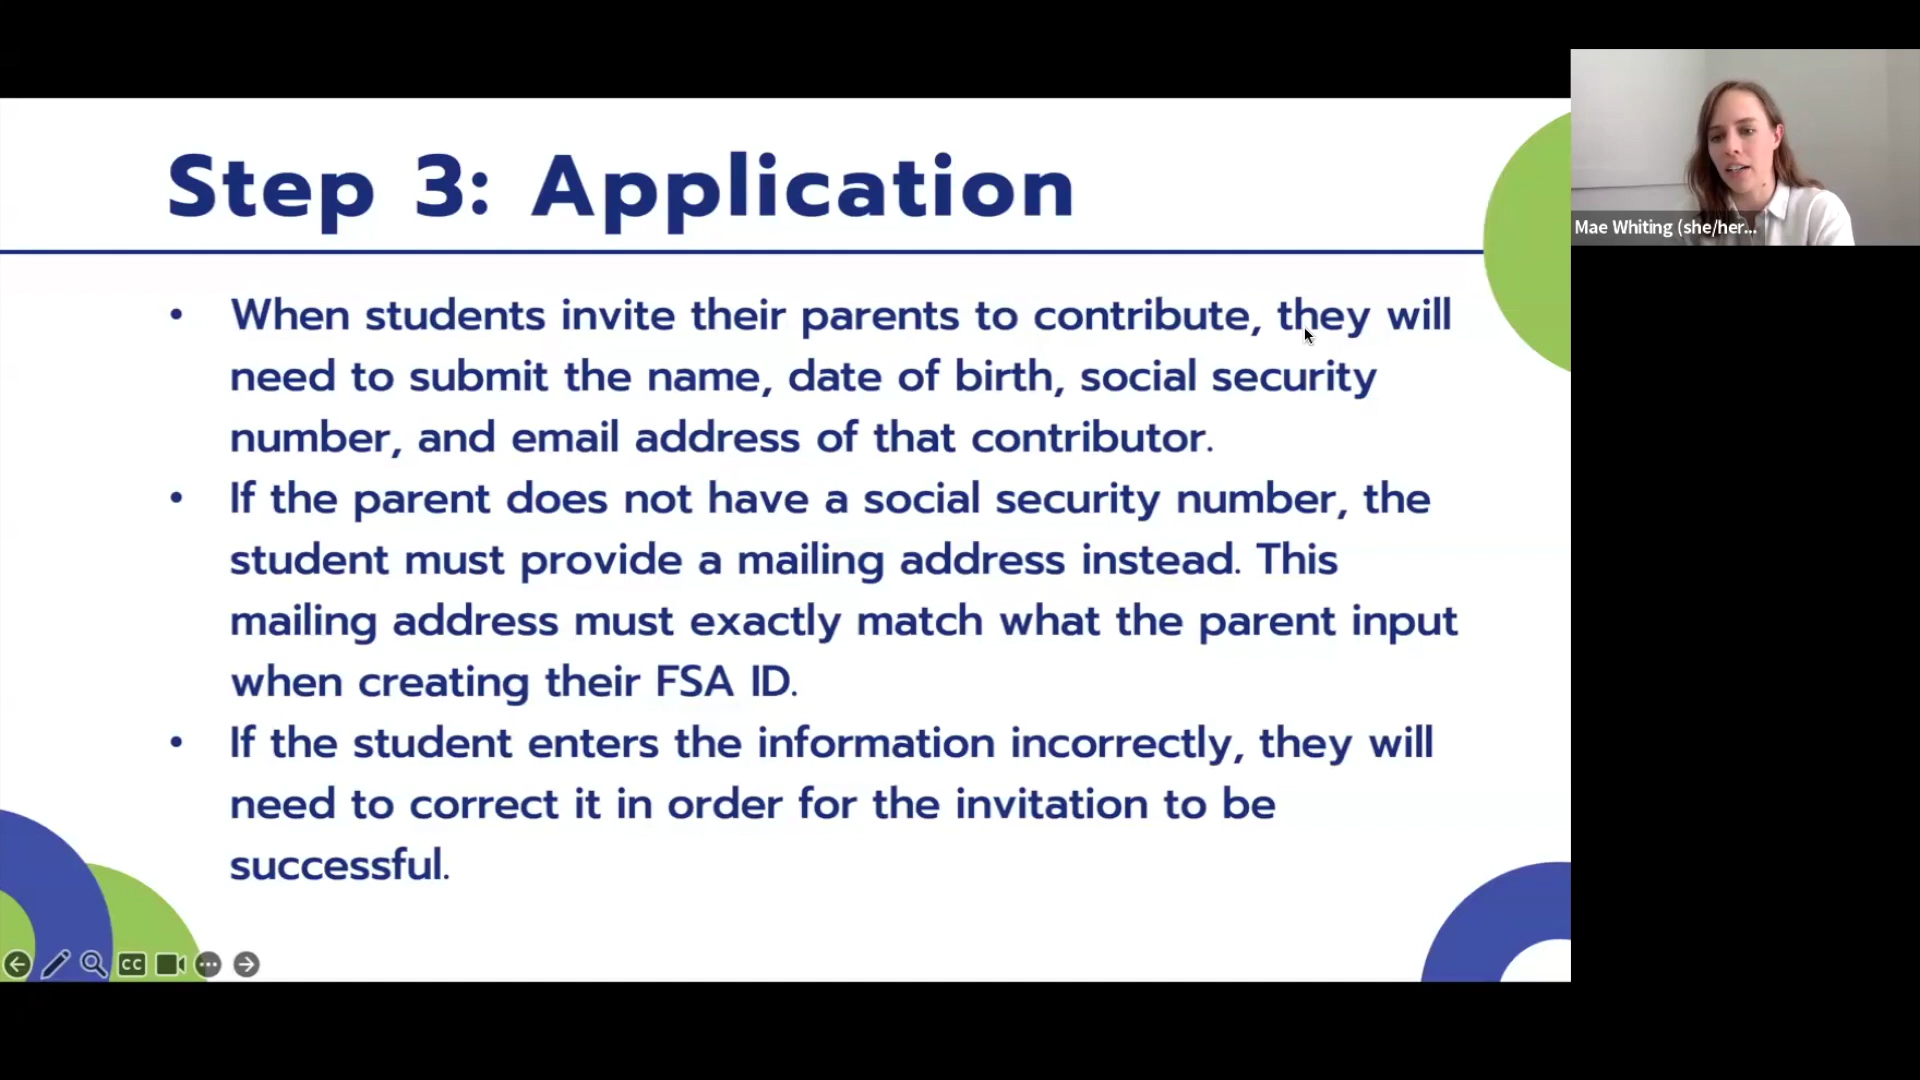 Step 3: Application
• When students invite their parents to contribute, they will
need to submit the name, date of birth, social security
number, and email address of that contributor.
• If the parent does not have a social security number, the
student must provide a mailing address instead. This
mailing address must exactly match what the parent input
when creating their FSA ID.
• If the student enters the information incorrectly, they will
need to correct it in order for the invitation to be
successful.
Mae Whiting (she/her...
CC